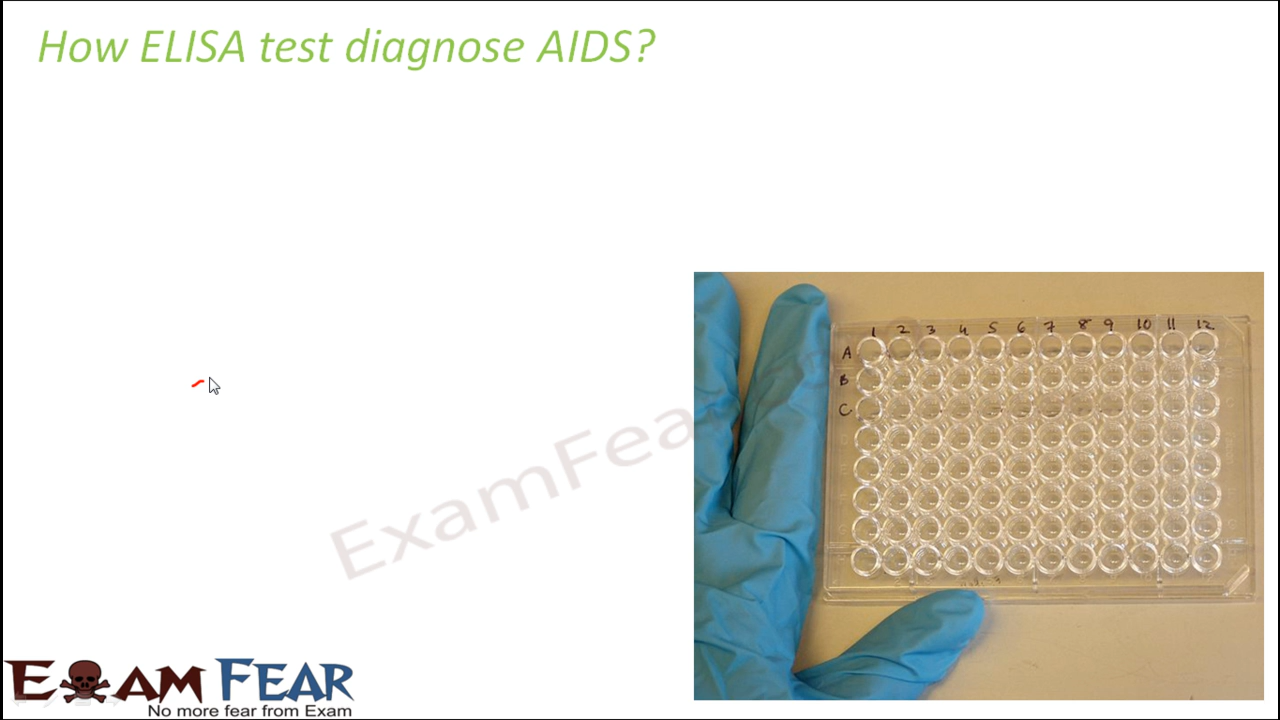 How ELISA test diagnose AIDS?
1 2 3 4 5 6 7 8 9 10 11 12
A
B
C
ExamFea
EXAM FEAR
No more fear from Exam